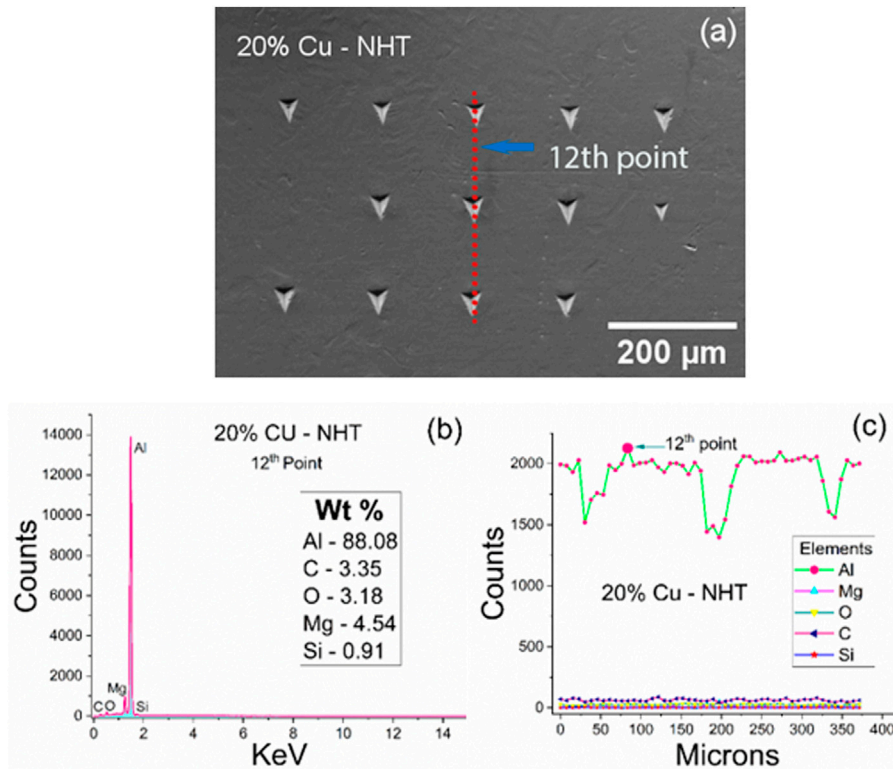 20% Cu - NHT
(a)
12th point
200 µm
(b)
20% CU - NHT
12th Point
Wt %
Al - 88.08
C - 3.35
O - 3.18
Mg - 4.54
Si - 0.91
Al
Mg
C O
Si
14000
12000
10000
8000
6000
4000
2000
0
Counts
0 2 4 6 8 10 12 14
KeV
(c)
12th point
2000
1750
1500
1250
250
0
Counts
Elements
Al
Mg
O
C
Si
20% Cu - NHT
0 50 100 150 200 250 300 350 400
Microns